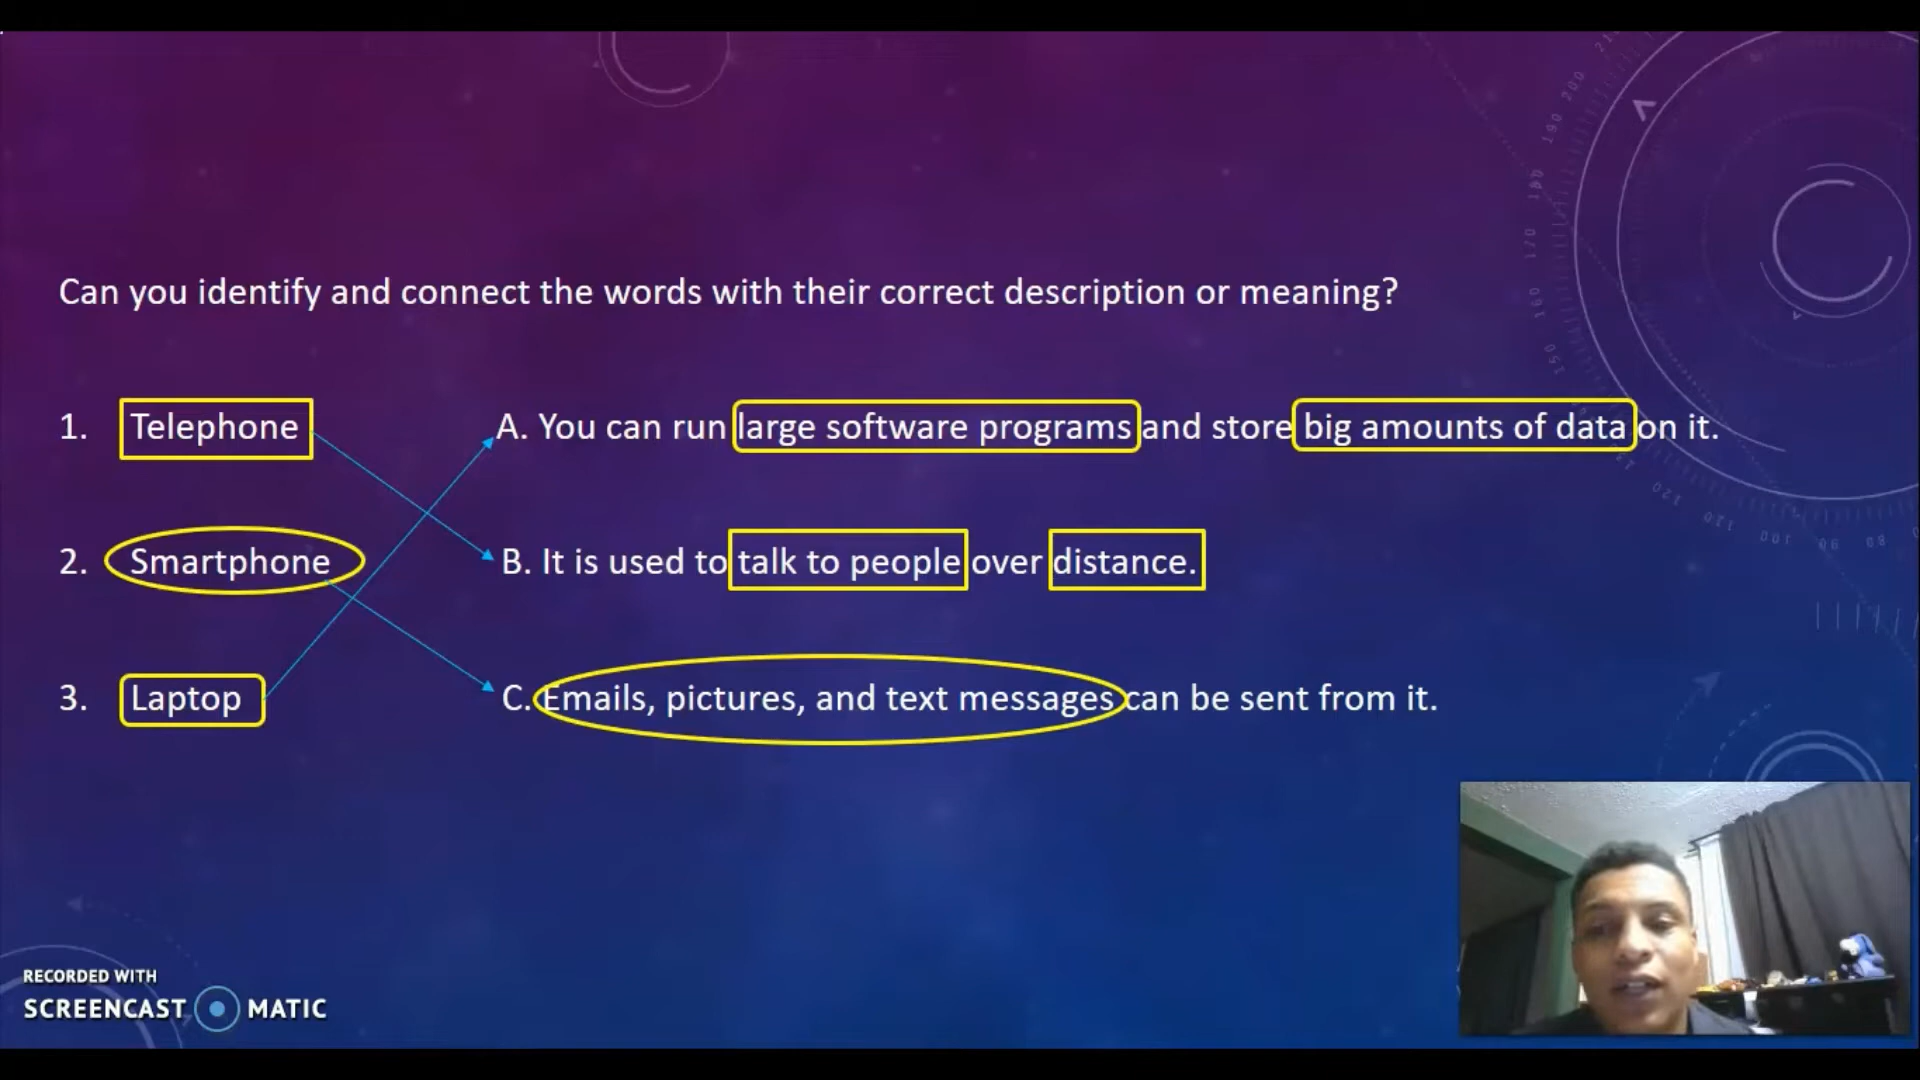 Can you identify and connect the words with their correct description or meaning?
1. Telephone A. You can run large software programs and store big amounts of data on it.
2. Smartphone B. It is used to talk to people over distance.
3. Laptop C. Emails, pictures, and text messages can be sent from it.
RECORDED WITH
SCREENCAST MATIC